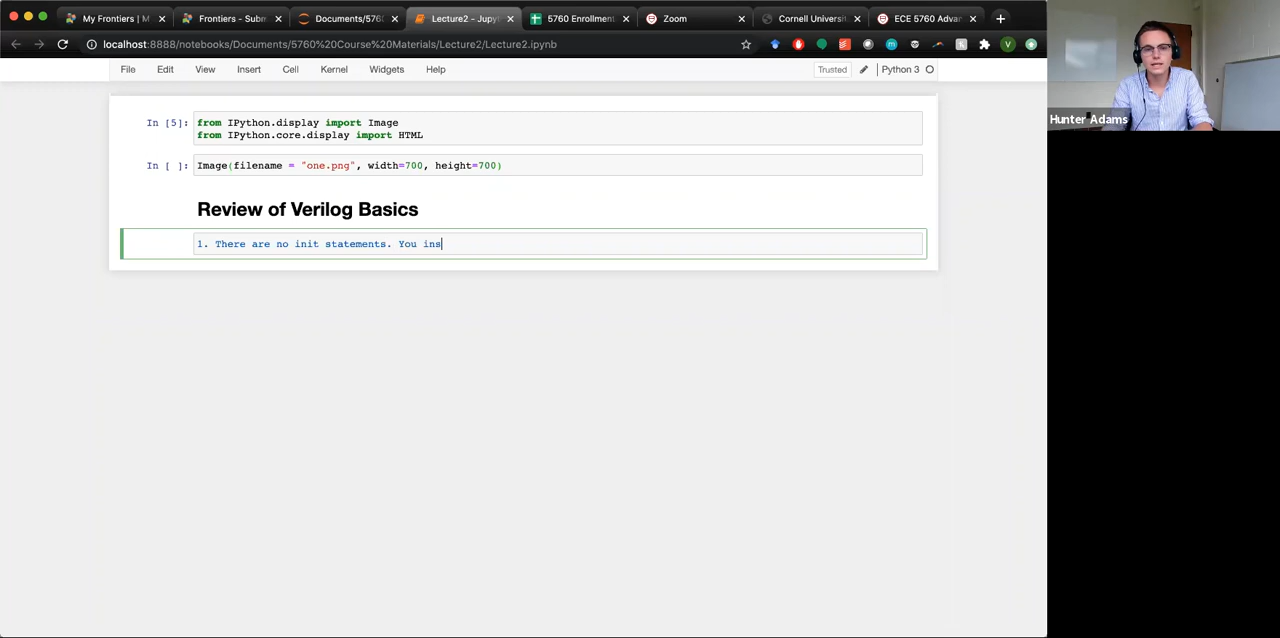 My Frontiers | M
Frontiers - Subm
Documents/5760
Lecture2 - Jupyt
5760 Enrollment
Zoom
Cornell Universit
ECE 5760 Advan
localhost:8888/notebooks/Documents/5760%20Course%20Materials/Lecture2/Lecture2.ipynb
File Edit View Insert Cell Kernel Widgets Help Trusted Python 3
In [5]: from IPython.display import Image
from IPython.core.display import HTML
In [ ]: Image(filename = "one.png", width=700, height=700)
Review of Verilog Basics
1. There are no init statements. You ins
Hunter Adams